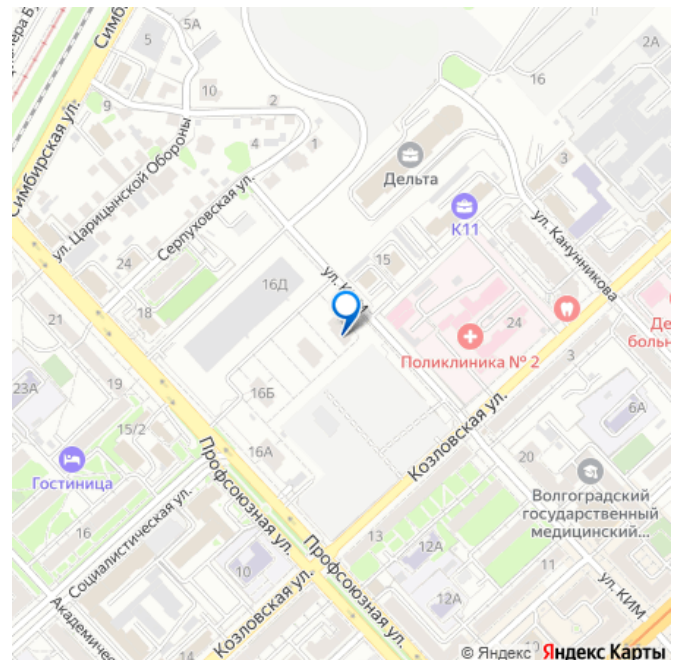 5А
5
Симб
10
2
9
4
1
Симбирская ул.
ул. Царицынской Обороны
Серпуховская ул.
24
18
21
19
23А
15/2
Гостиница
16
16Д
16Б
16А
ул. КИМ
15
Дельта
К11
16
2А
3
ул. Канунникова
24
Поликлиника № 2
3
6А
Козловская ул.
20
Волгоградский
государственный
медицинский...
11
ул. КИМ
13
12А
12А
Профсоюзная ул.
Профсоюзная ул.
Социалистическая ул.
10
Козловская ул.
14
10
© Яндекс Яндекс Карты